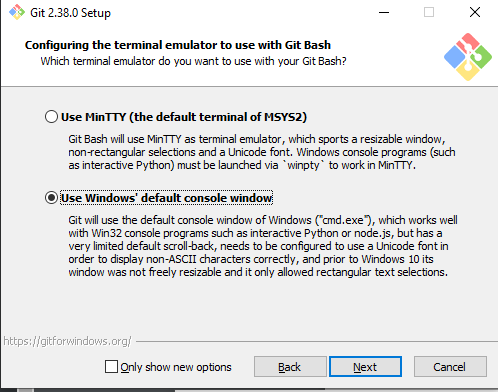 Git 2.38.0 Setup
Configuring the terminal emulator to use with Git Bash
Which terminal emulator do you want to use with your Git Bash?
Use MinTTY (the default terminal of MSYS2)
Git Bash will use MinTTY as terminal emulator, which sports a resizable window,
non-rectangular selections and a Unicode font. Windows console programs (such
as interactive Python) must be launched via `winpty` to work in MinTTY.
Use Windows' default console window
Git will use the default console window of Windows ("cmd.exe"), which works well
with Win32 console programs such as interactive Python or node.js, but has a
very limited default scroll-back, needs to be configured to use a Unicode font in
order to display non-ASCII characters correctly, and prior to Windows 10 its
window was not freely resizable and it only allowed rectangular text selections.
https://gitforwindows.org/
Only show new options
Back
Next
Cancel